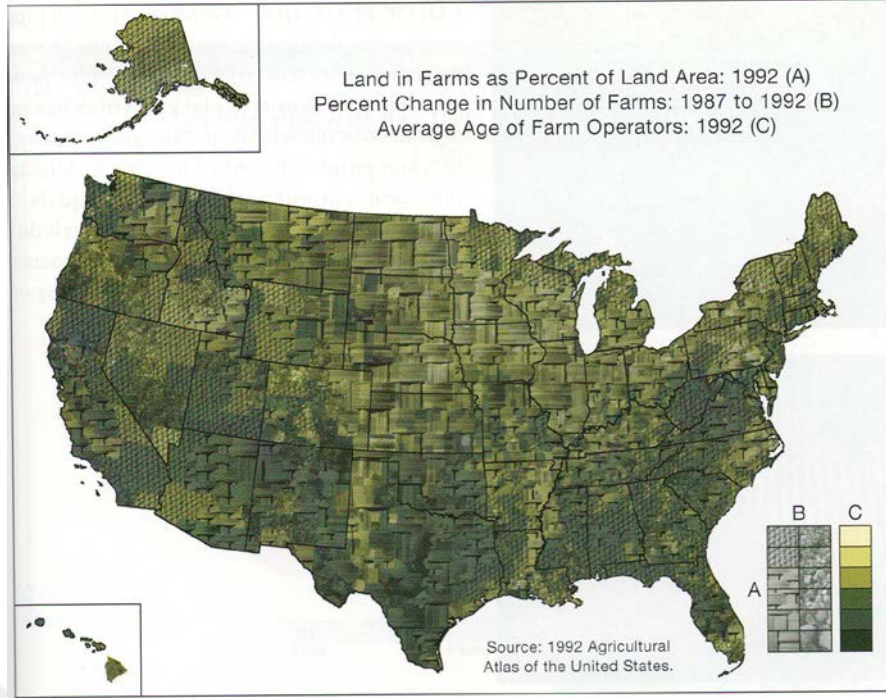 Land in Farms as Percent of Land Area: 1992 (A)
Percent Change in Number of Farms: 1987 to 1992 (B)
Average Age of Farm Operators: 1992 (C)
B C
A
Source: 1992 Agricultural
Atlas of the United States.